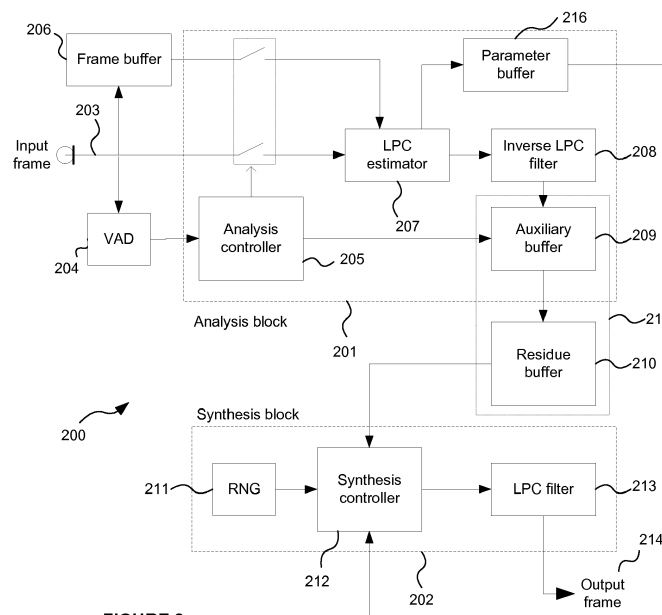 206
Frame buffer
216
Parameter
buffer
203
Input
frame
LPC
estimator
207
Inverse LPC
filter
208
VAD
204
Analysis
controller
205
Auxiliary
buffer
209
Analysis block
201
21
Residue
buffer
210
200
Synthesis block
211
RNG
Synthesis
controller
212
LPC filter
213
202
214
Output
frame